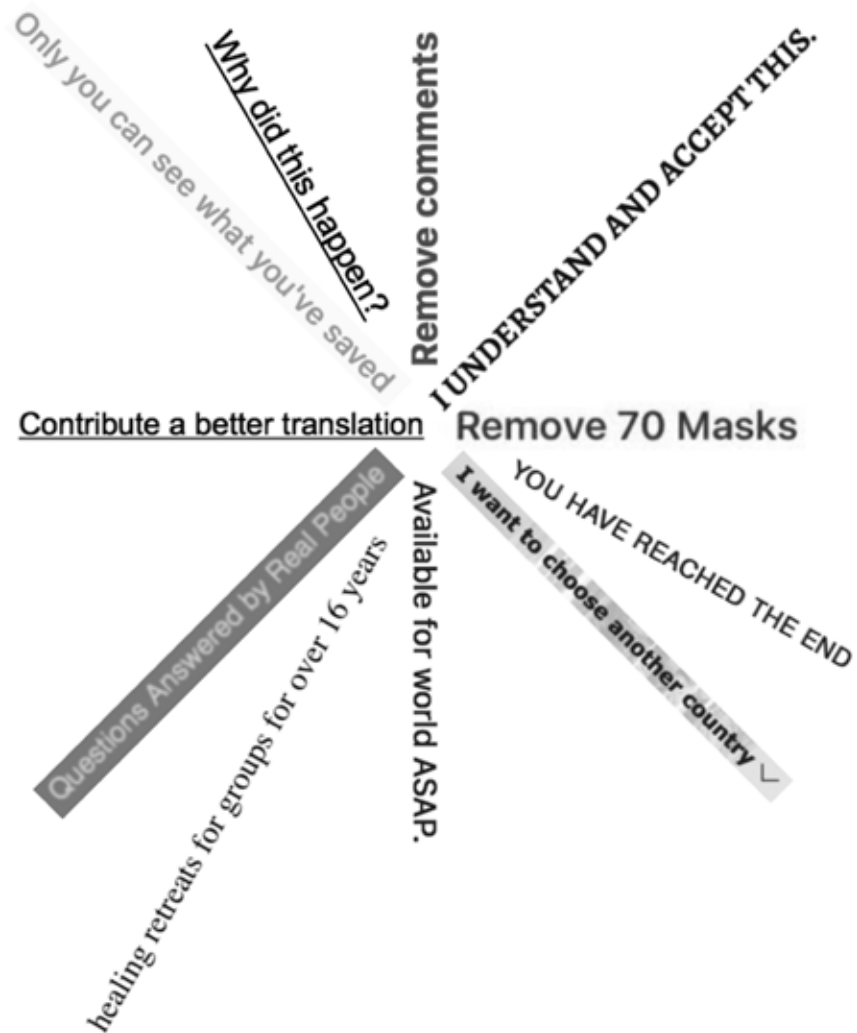 Only you can see what you've saved
Why did this happen?
Remove comments
I UNDERSTAND AND ACCEPT THIS.
Contribute a better translation
Remove 70 Masks
YOU HAVE REACHED THE END
I want to choose another country
Available for world ASAP.
healing retreats for groups for over 16 years
Questions Answered by Real People